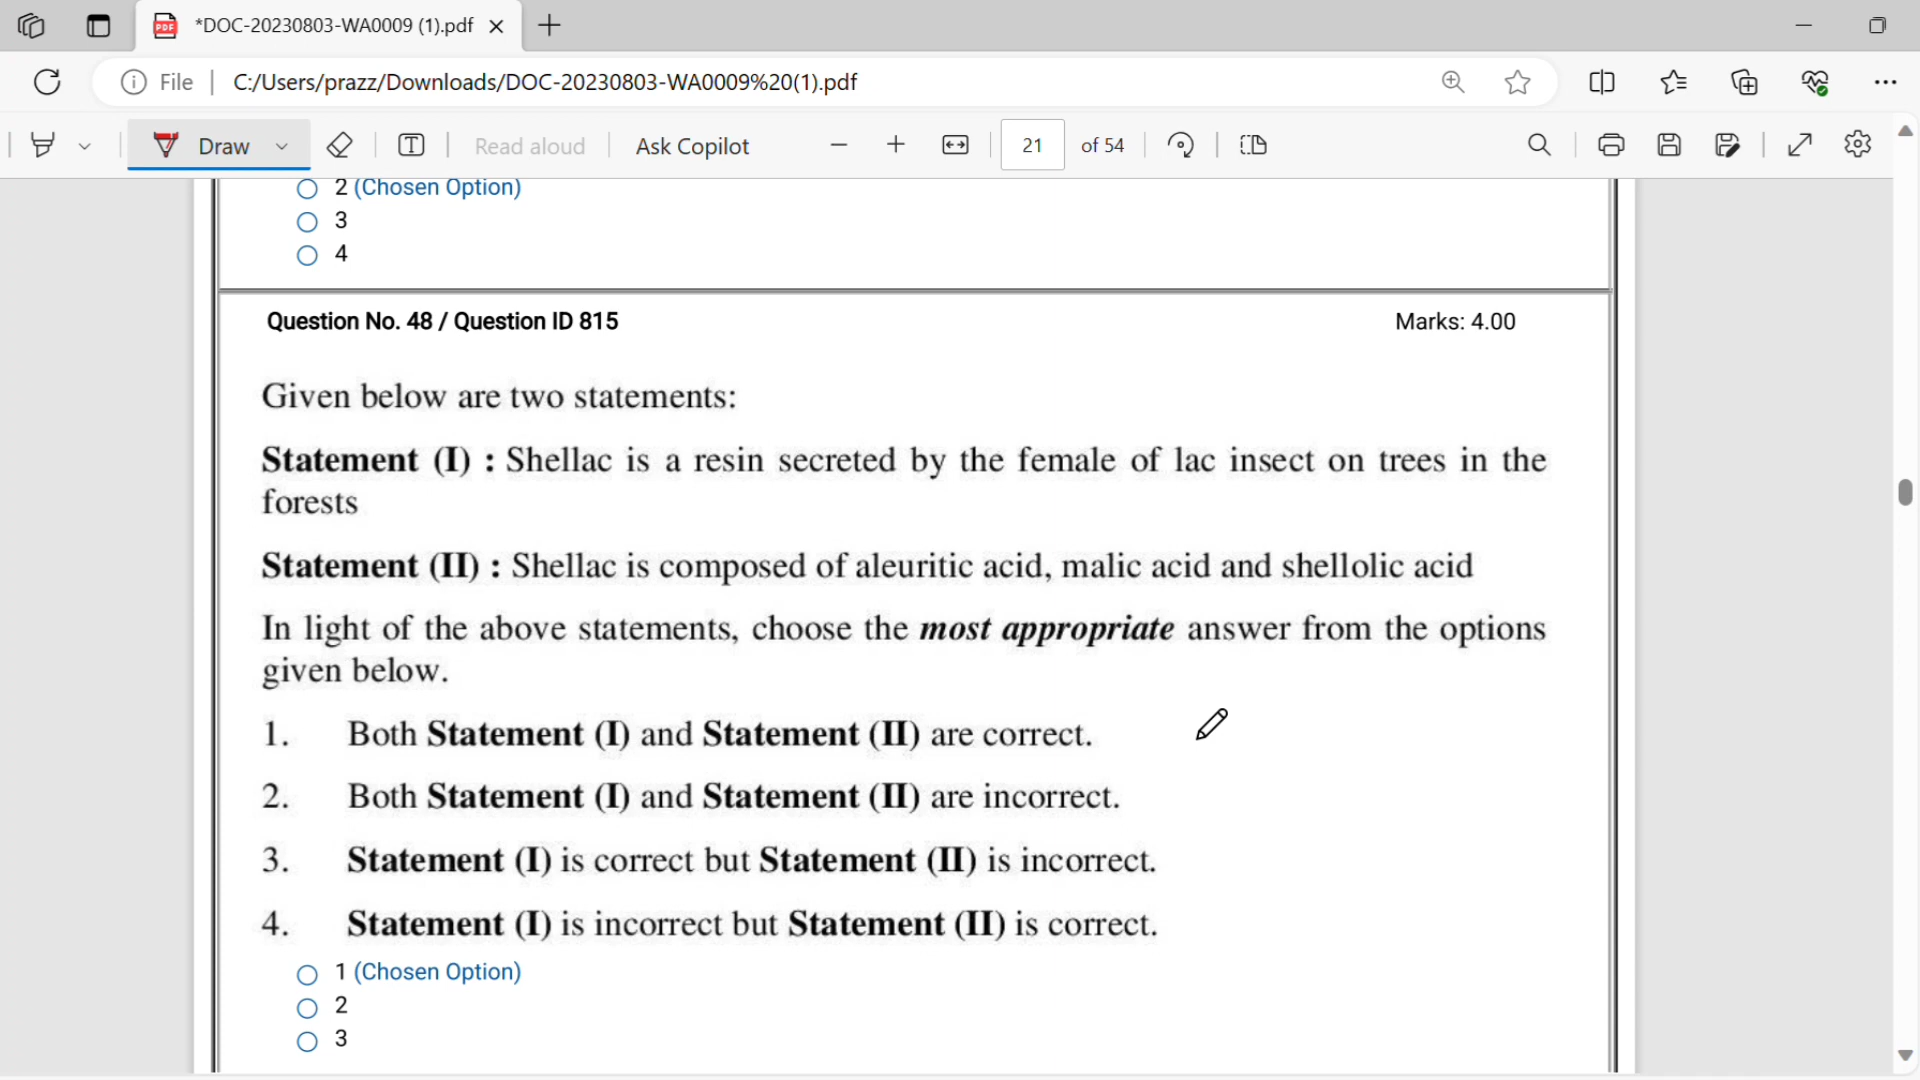 *DOC-20230803-WA0009 (1).pdf
File
C:/Users/prazz/Downloads/DOC-20230803-WA0009%20(1).pdf
Draw
Read aloud
Ask Copilot
21
of 54
2 (Chosen Option)
3
4
Question No. 48 / Question ID 815 Marks: 4.00
Given below are two statements:
Statement (I) : Shellac is a resin secreted by the female of lac insect on trees in the
forests
Statement (II) : Shellac is composed of aleuritic acid, malic acid and shellolic acid
In light of the above statements, choose the most appropriate answer from the options
given below.
1. Both Statement (I) and Statement (II) are correct.
2. Both Statement (I) and Statement (II) are incorrect.
3. Statement (I) is correct but Statement (II) is incorrect.
4. Statement (I) is incorrect but Statement (II) is correct.
1 (Chosen Option)
2
3